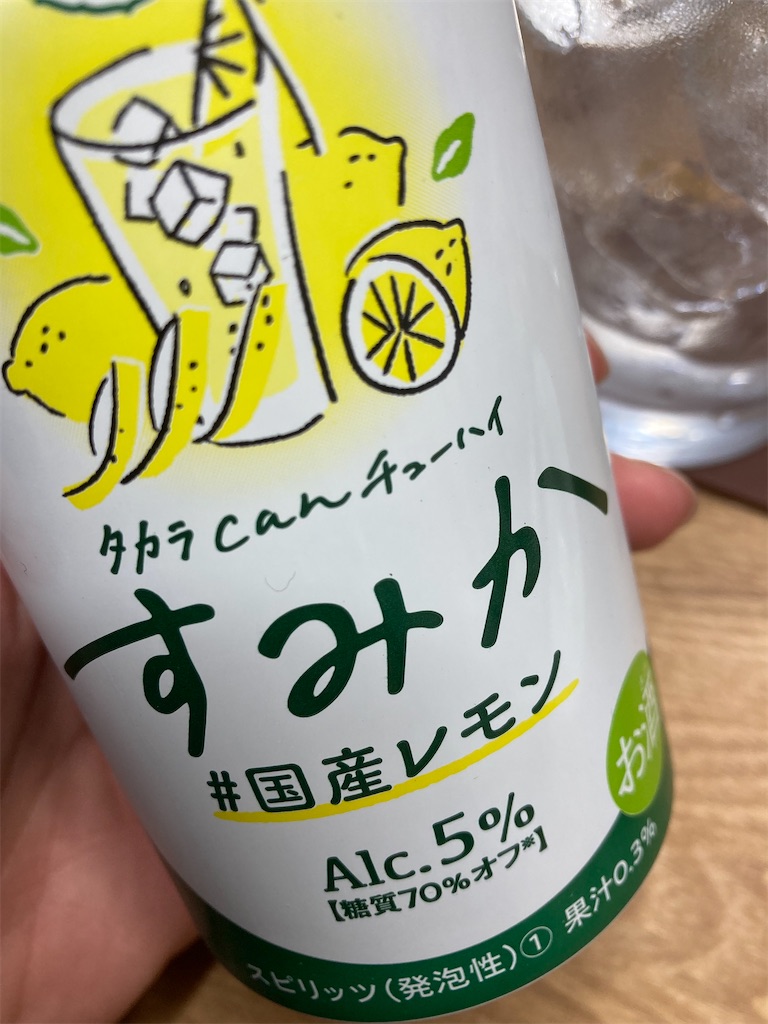 タカラcanチューハイ
すみか
#国産レモン
Alc.5%
【糖質70%オフ※】
お酒
スピリッツ(発泡性)① 果汁0.3%